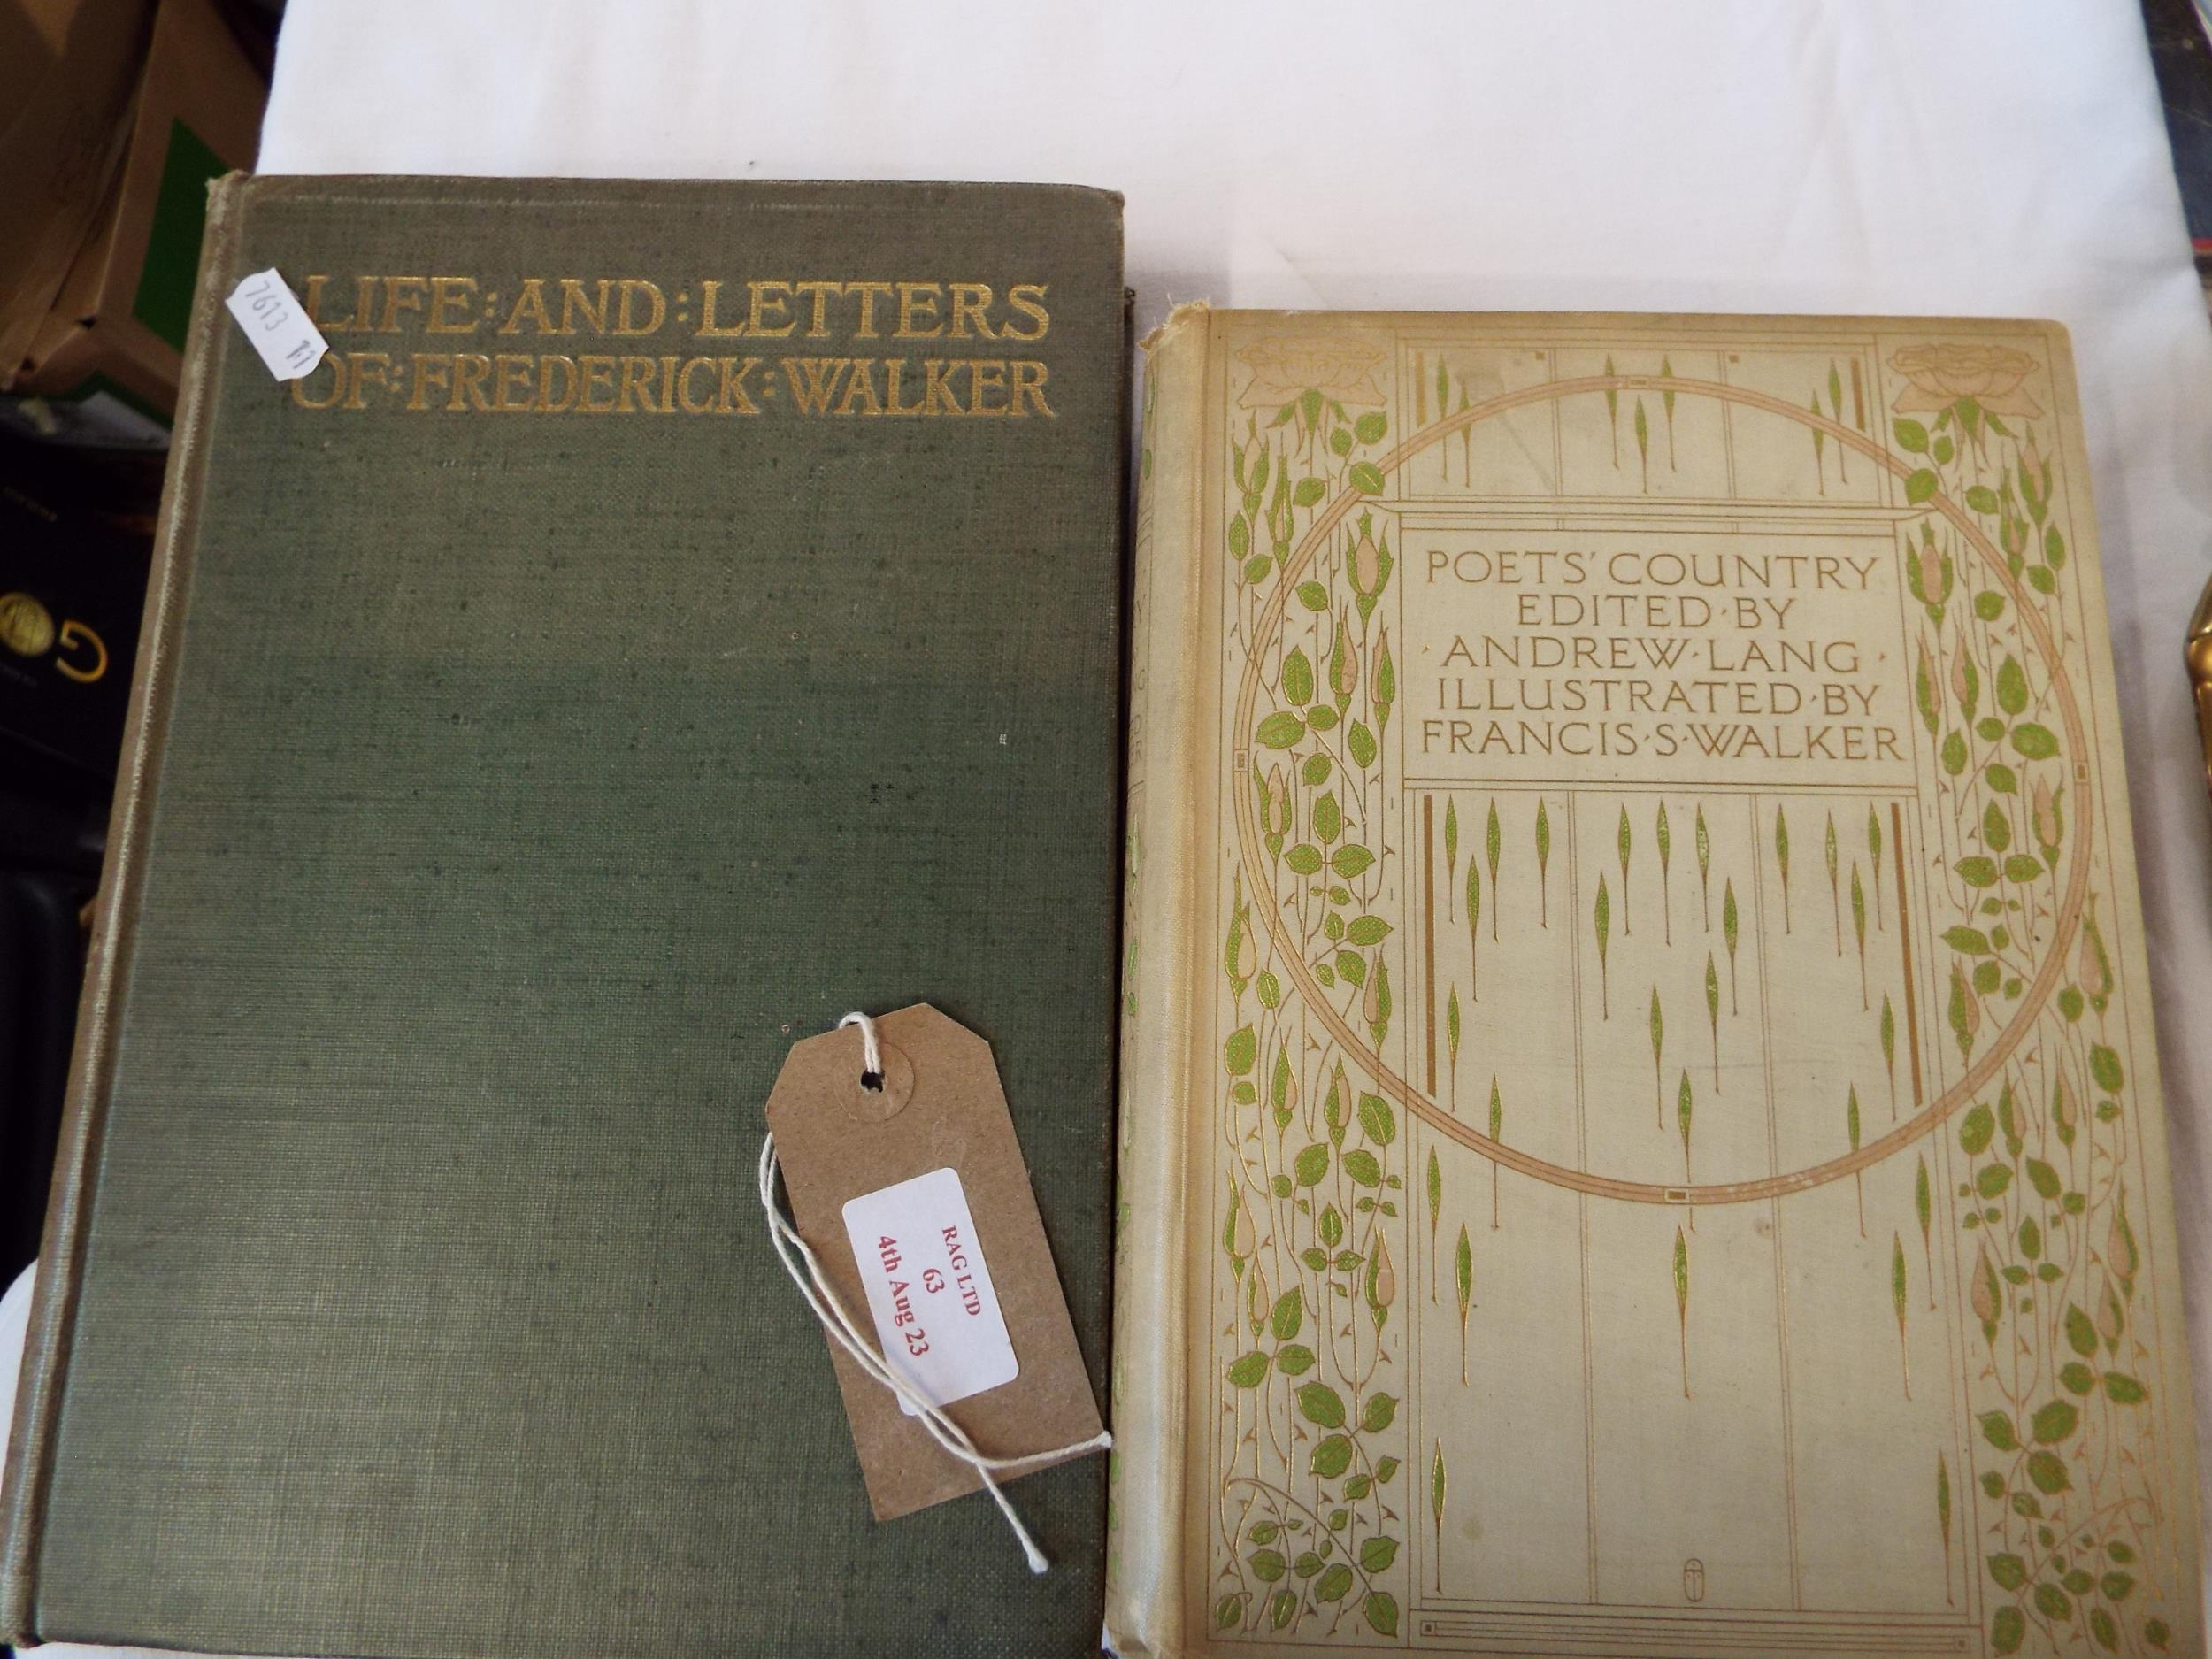 LIFE:AND:LETTERS
OF:FREDERICK:WALKER
7613
RAG LTD
63
4th Aug 23
POETS' COUNTRY
EDITED·BY
·ANDREW·LANG·
ILLUSTRATED·BY
FRANCIS·S·WALKER
G